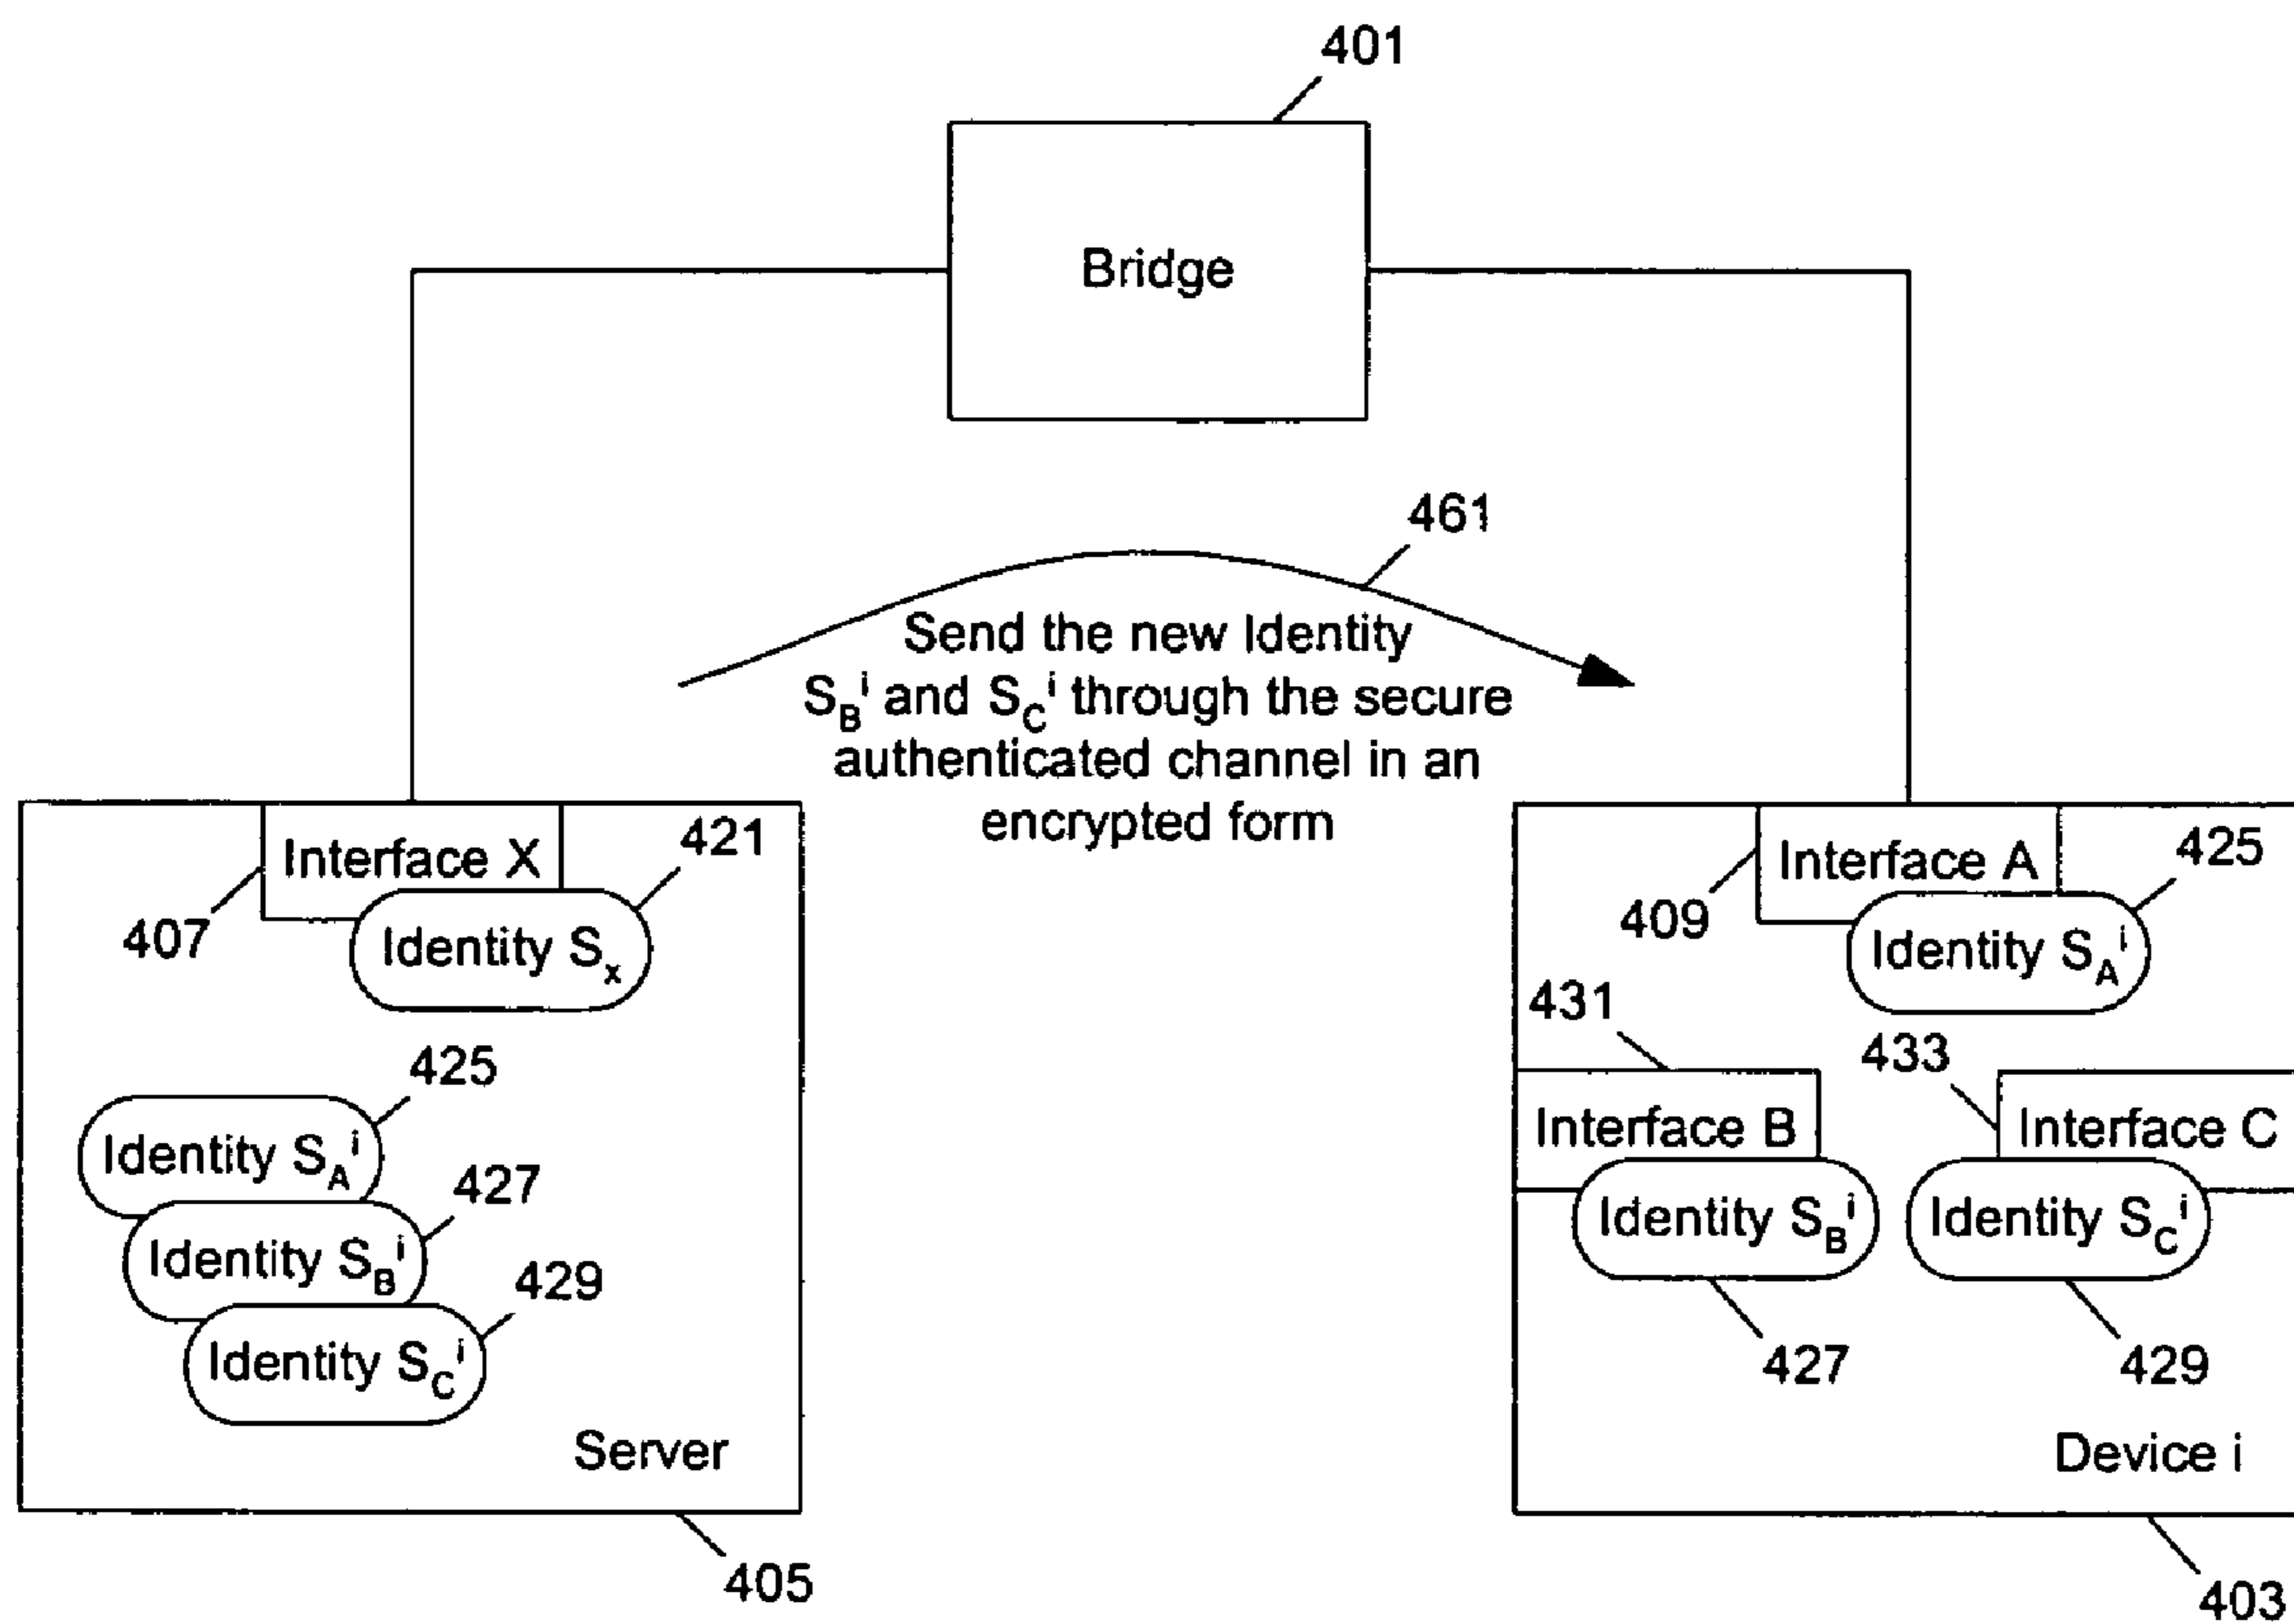 401
Bridge
461
Send the new Identity
S_B^i and S_C^i through the secure
authenticated channel in an
encrypted form
Interface X
421
407
Identity S_x
425
Identity S_A^i
427
Identity S_B^i
429
Identity S_C^i
Server
405
Interface A
425
409
Identity S_A^i
431
433
Interface B
Interface C
Identity S_B^i
Identity S_C^i
427
429
Device i
403